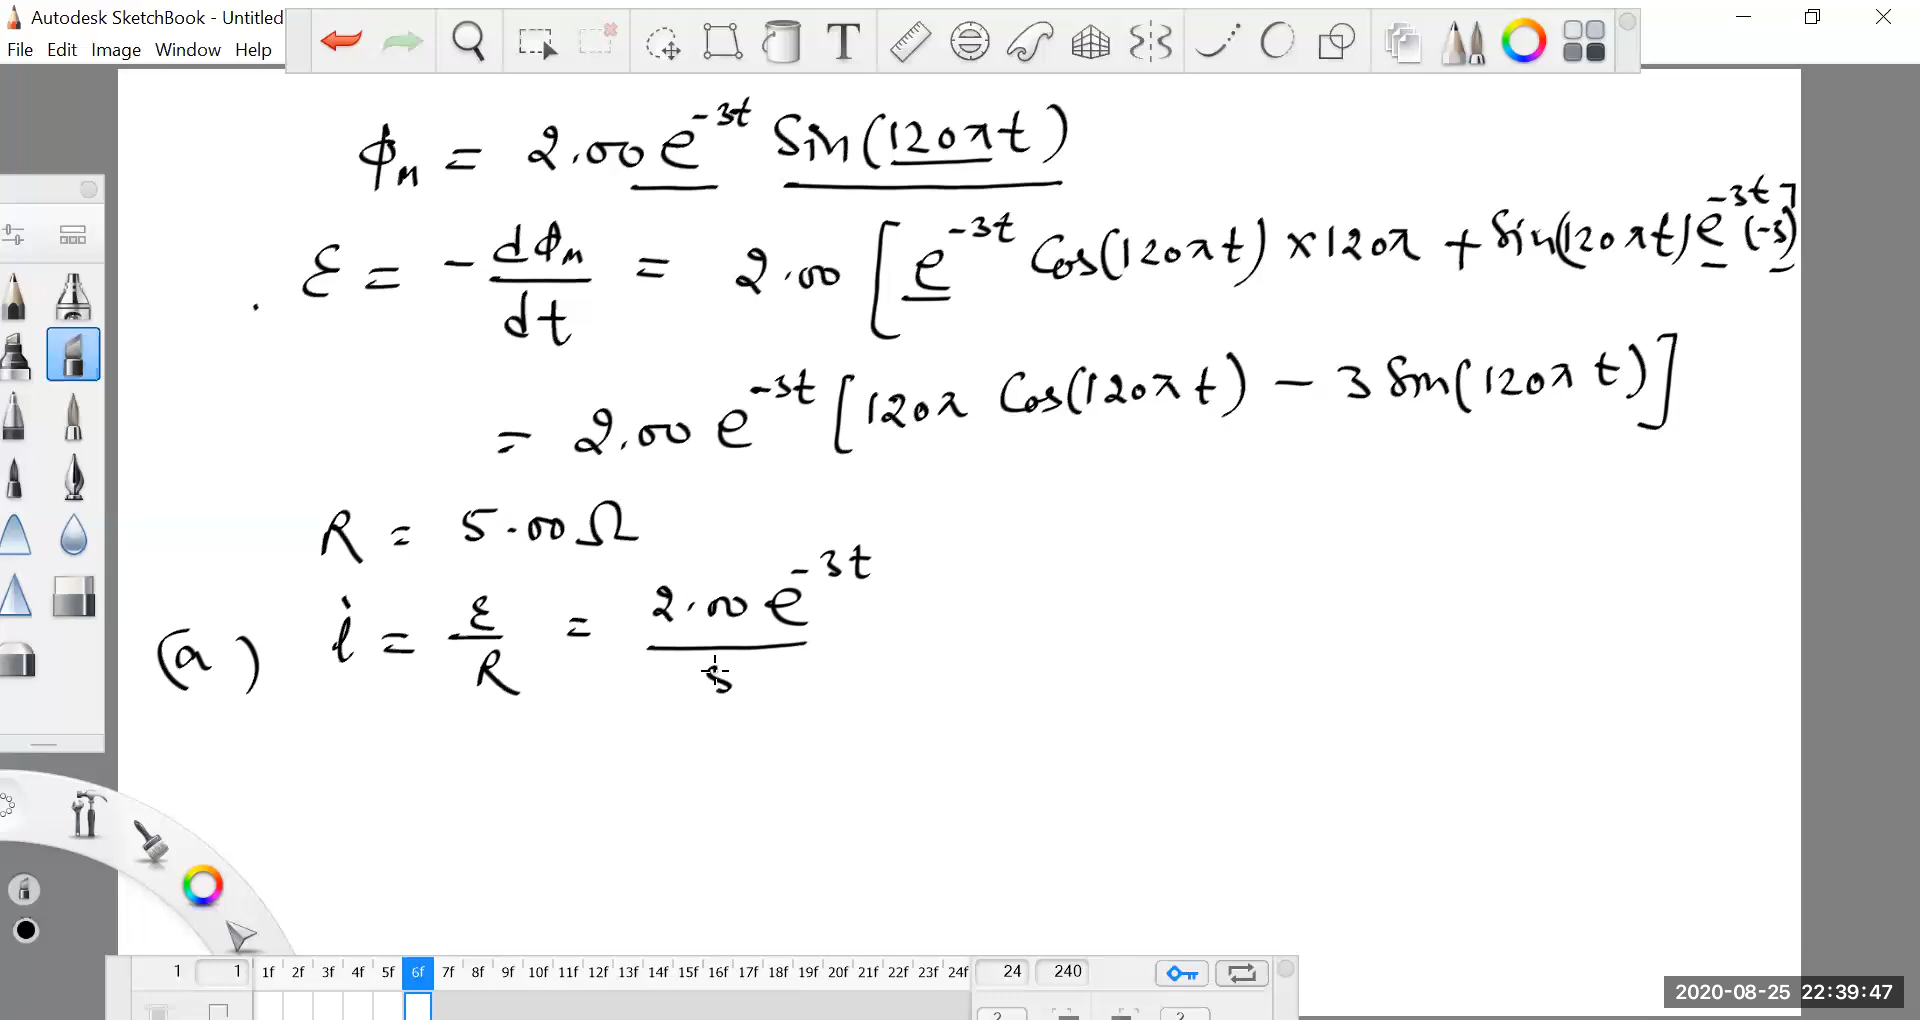 Autodesk SketchBook - Untitled
File Edit Image Window Help
T
ϕₘ = 2.00 e^{-3t} Sin(120πt)
ε = - dϕₘ/dt = 2.00 [e^{-3t} Cos(120πt) × 120π + Sin(120πt) e^{-3t} (-3)]
= 2.00 e^{-3t} [120π Cos(120πt) - 3 Sin(120πt)]
R = 5.00 Ω
(a) i = ε/R = 2.00 e^{-3t}/5
1 1 1f 2f 3f 4f 5f 6f 7f 8f 9f 10f 11f 12f 13f 14f 15f 16f 17f 18f 19f 20f 21f 22f 23f 24f 24 240
2020-08-25 22:39:47